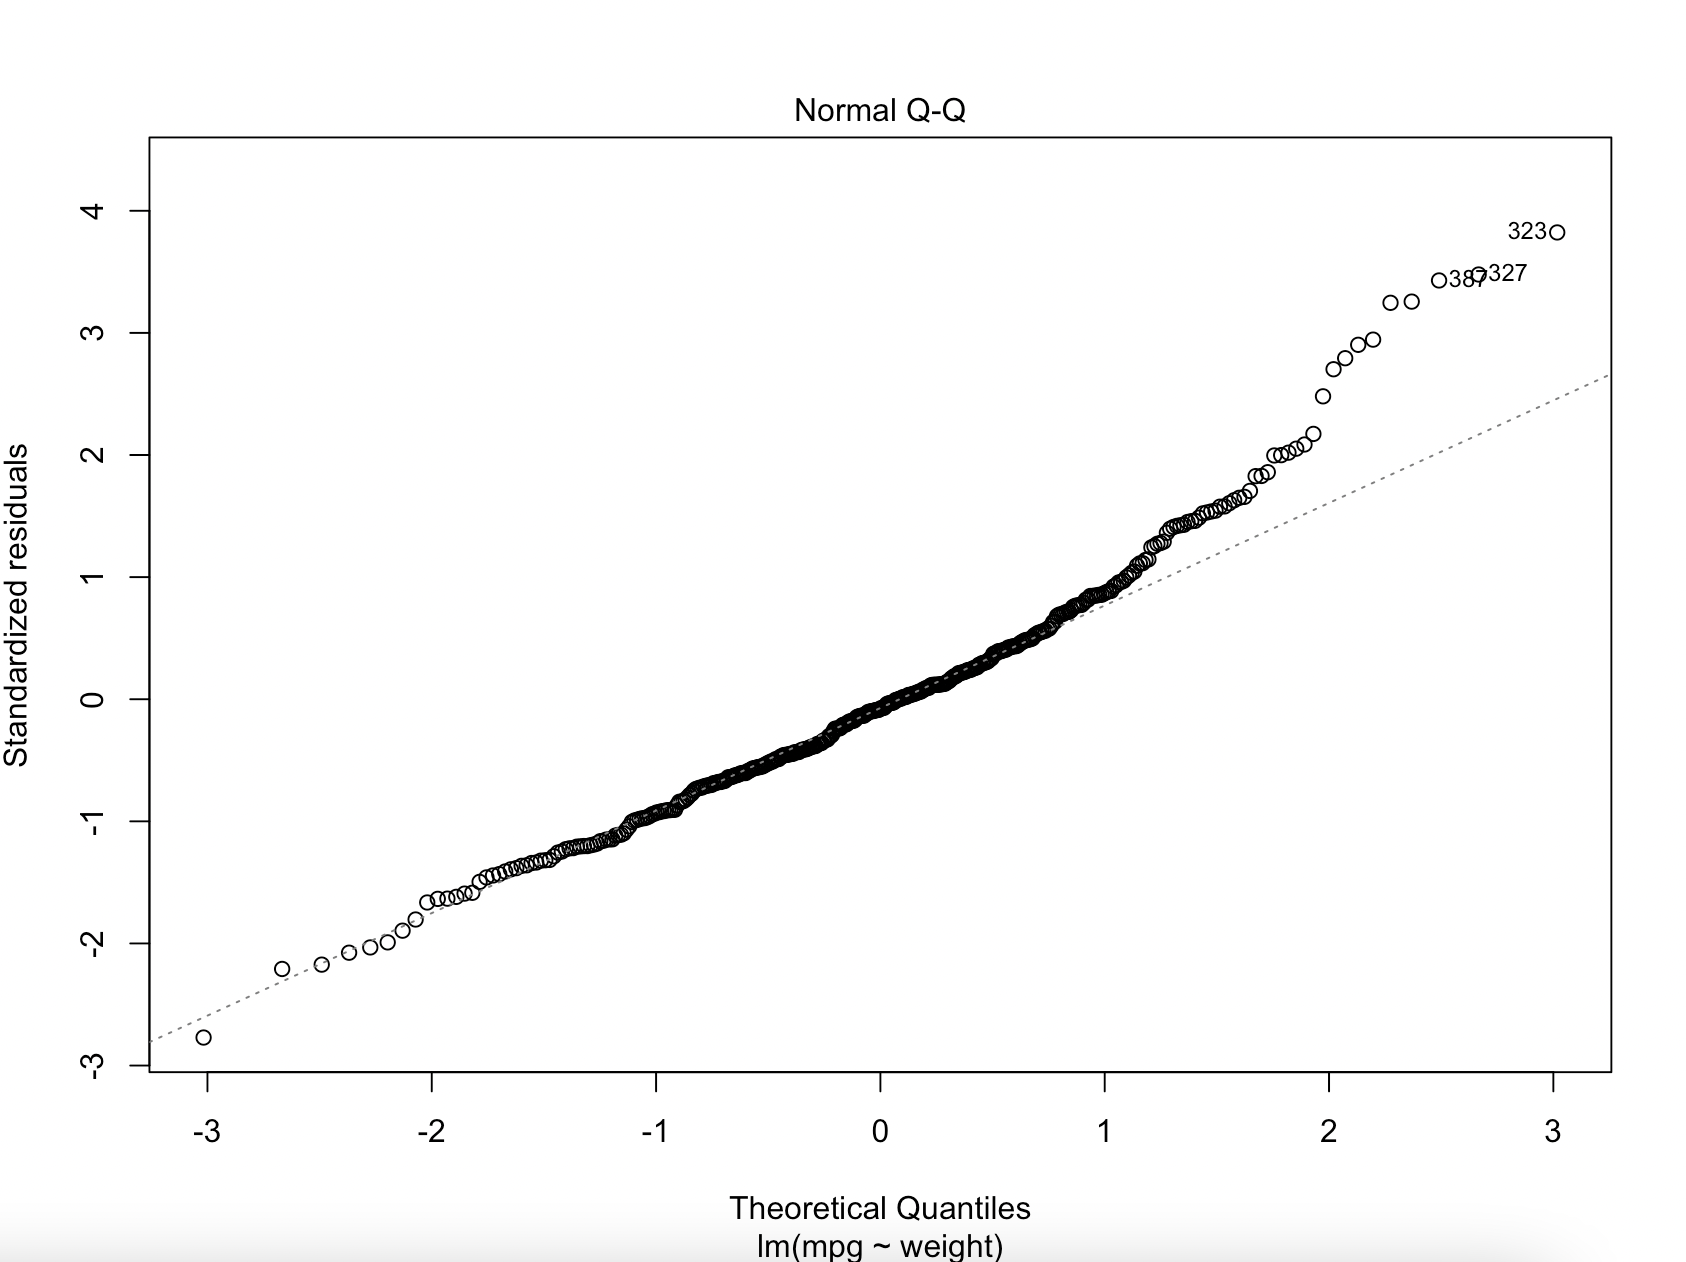 Normal Q-Q
Standardized residuals
4
3
2
1
0
-1
-2
-3
323
387
327
-3 -2 -1 0 1 2 3
Theoretical Quantiles
lm(mpg ~ weight)